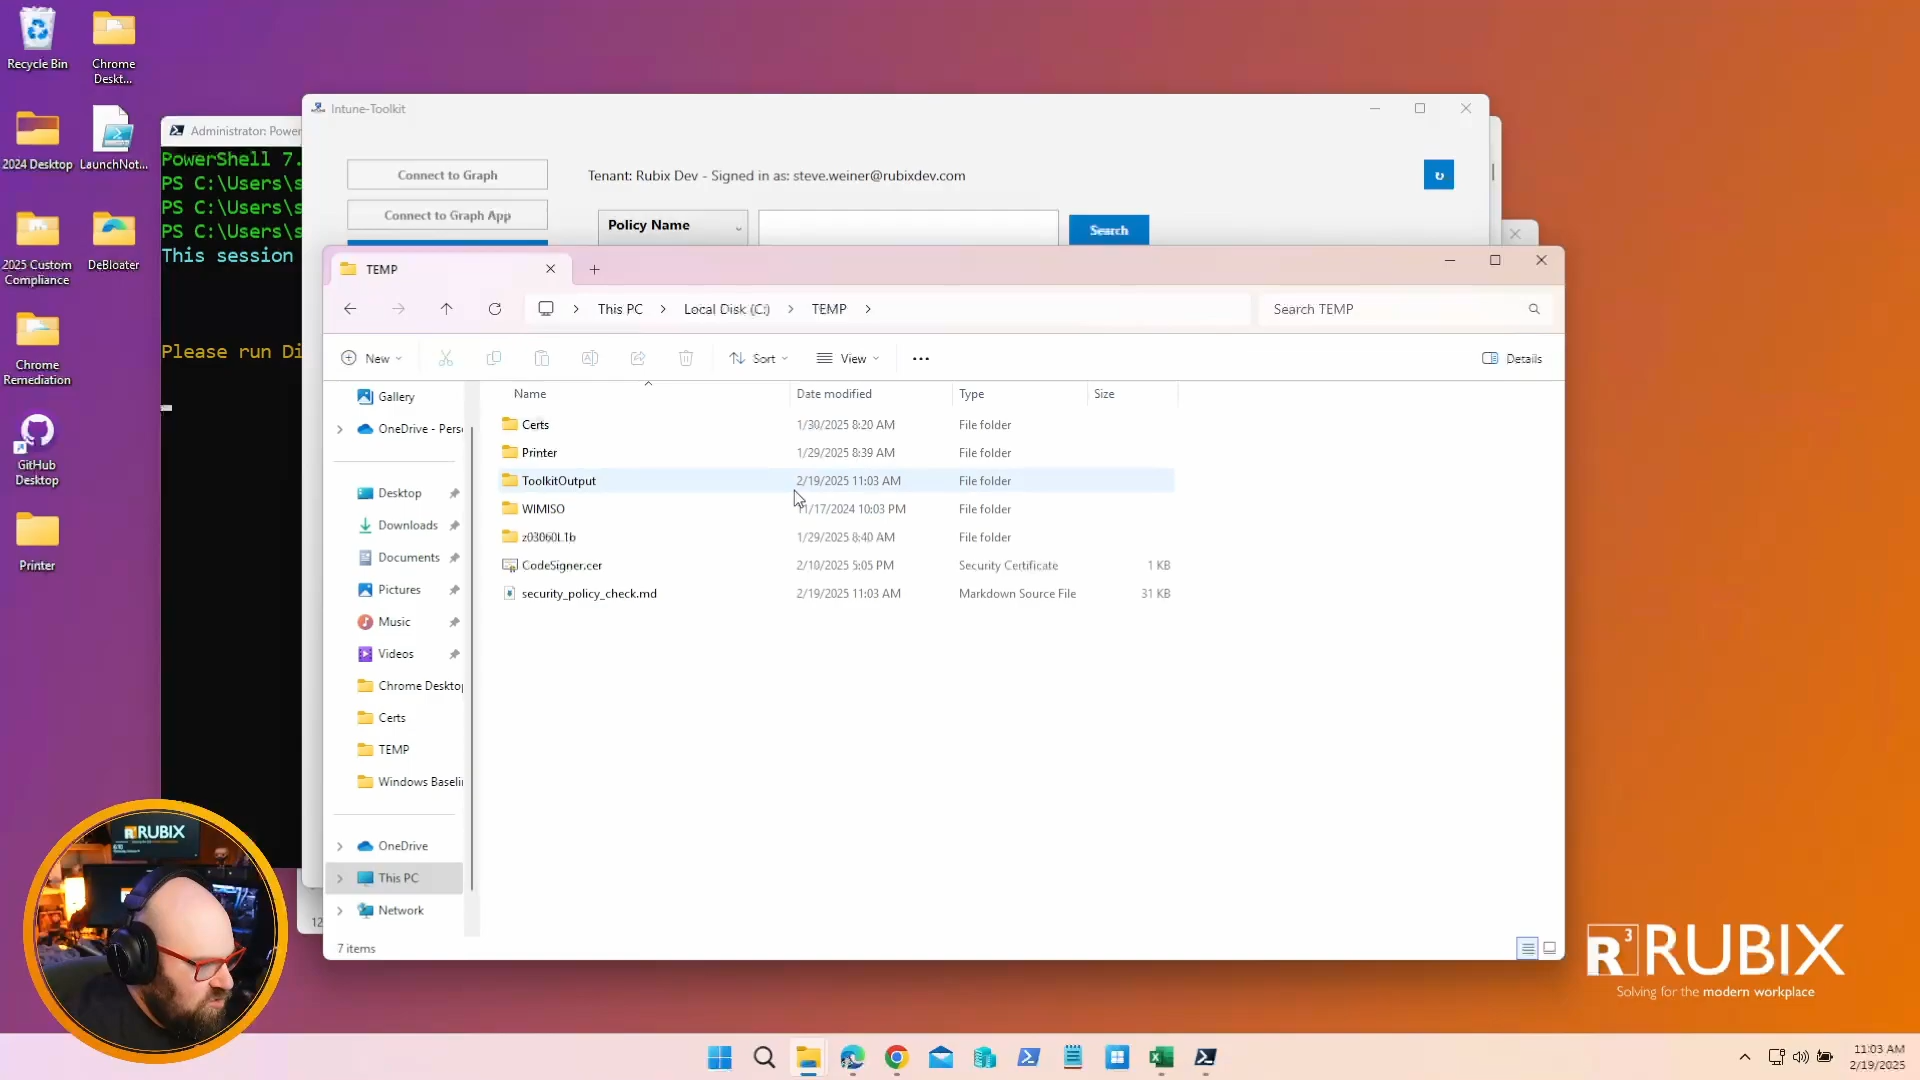 Recycle Bin
Chrome
Deskt...
2024 Desktop
LaunchNot...
2025 Custom
Compliance
DeBloater
Chrome
Remediation
GitHub
Desktop
Printer
Administrator: Power
PowerShell 7.
PS C:\Users\s
PS C:\Users\s
PS C:\Users\s
This session
Please run Di
Intune-Toolkit
Connect to Graph
Tenant: Rubix Dev - Signed in as: steve.weiner@rubixdev.com
Connect to Graph App
Policy Name
Search
TEMP
This PC
Local Disk (C:)
TEMP
Search TEMP
New
Sort
View
Details
Gallery
OneDrive - Pers
Desktop
Downloads
Documents
Pictures
Music
Videos
Chrome Desktop
Certs
TEMP
Windows Baseli
OneDrive
This PC
Network
Name Date modified Type Size
Certs 1/30/2025 8:20 AM File folder
Printer 1/29/2025 8:39 AM File folder
ToolkitOutput 2/19/2025 11:03 AM File folder
WIMISO 11/17/2024 10:03 PM File folder
z03060L1b 1/29/2025 8:40 AM File folder
CodeSigner.cer 2/10/2025 5:05 PM Security Certificate 1 KB
security_policy_check.md 2/19/2025 11:03 AM Markdown Source File 31 KB
12
7 items
RUBIX
R3 RUBIX
Solving for the modern workplace
11:03 AM
2/19/2025